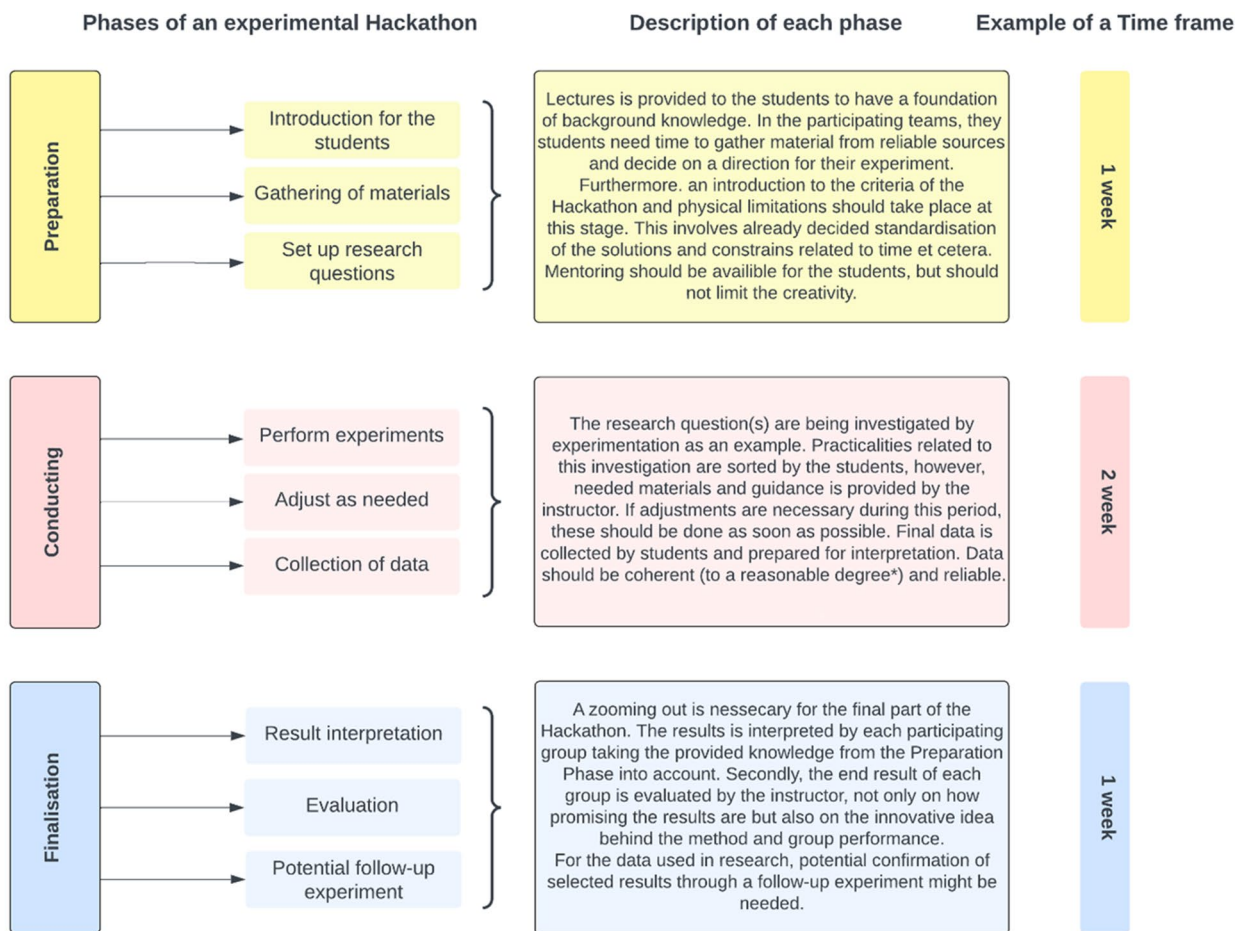 Phases of an experimental Hackathon
Description of each phase
Example of a Time frame
Preparation
Introduction for the
students
Gathering of materials
Set up research
questions
Lectures is provided to the students to have a foundation
of background knowledge. In the participating teams, they
students need time to gather material from reliable sources
and decide on a direction for their experiment.
Furthermore. an introduction to the criteria of the
Hackathon and physical limitations should take place at
this stage. This involves already decided standardisation
of the solutions and constrains related to time et cetera.
Mentoring should be availible for the students, but should
not limit the creativity.
1 week
Conducting
Perform experiments
Adjust as needed
Collection of data
The research question(s) are being investigated by
experimentation as an example. Practicalities related to
this investigation are sorted by the students, however,
needed materials and guidance is provided by the
instructor. If adjustments are necessary during this period,
these should be done as soon as possible. Final data is
collected by students and prepared for interpretation. Data
should be coherent (to a reasonable degree*) and reliable.
2 week
Finalisation
Result interpretation
Evaluation
Potential follow-up
experiment
A zooming out is nessecary for the final part of the
Hackathon. The results is interpreted by each participating
group taking the provided knowledge from the Preparation
Phase into account. Secondly, the end result of each
group is evaluated by the instructor, not only on how
promising the results are but also on the innovative idea
behind the method and group performance.
For the data used in research, potential confirmation of
selected results through a follow-up experiment might be
needed.
1 week